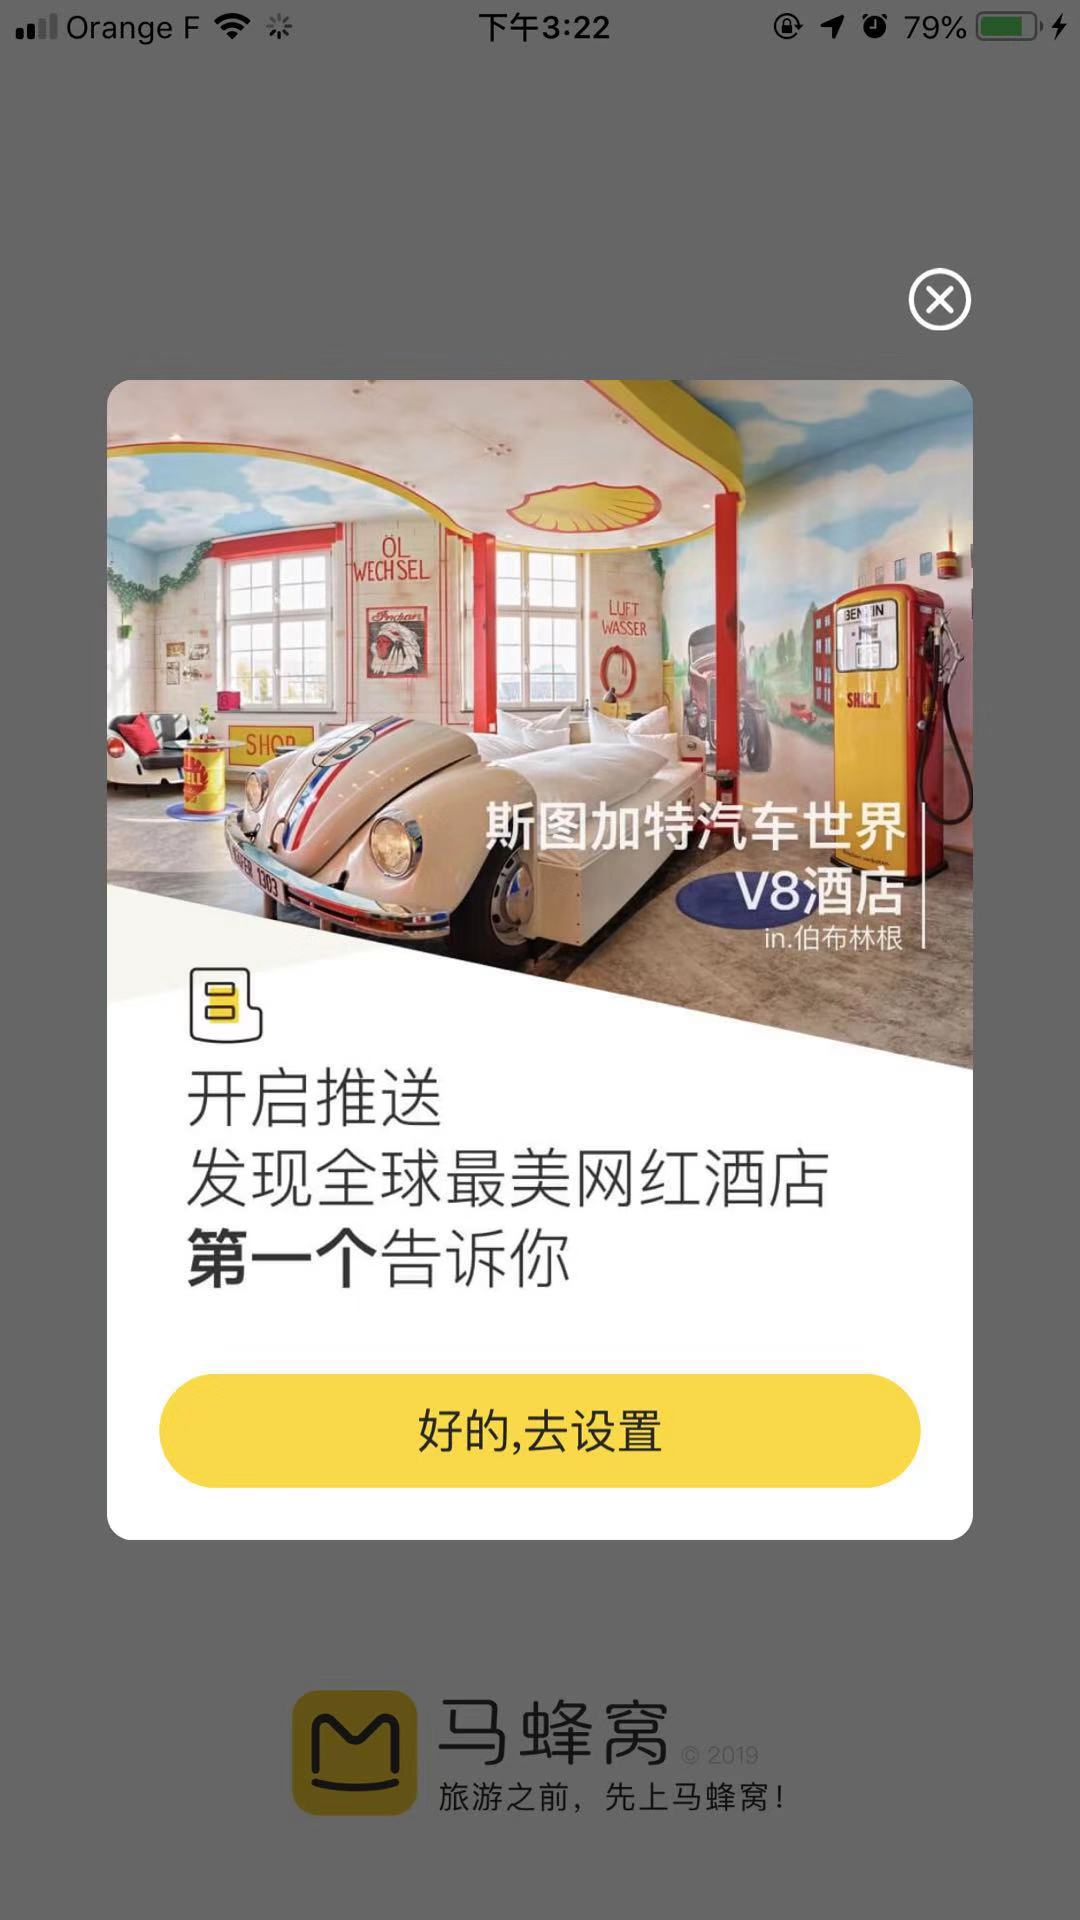 Orange F
下午3:22
79%
ÖL
WECHSEL
Indian
LUFT
WASSER
BENZIN
SHELL
SHOP
53
斯图加特汽车世界
V8酒店
in.伯布林根
开启推送
发现全球最美网红酒店
第一个告诉你
好的,去设置
马蜂窝 © 2019
旅游之前，先上马蜂窝！